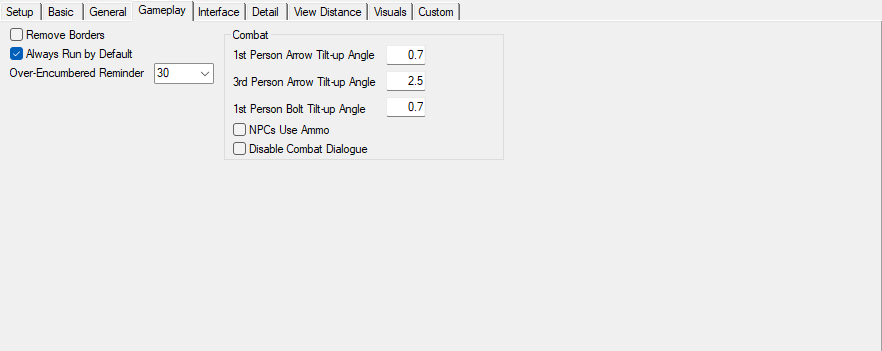 Setup Basic General Gameplay Interface Detail View Distance Visuals Custom
Remove Borders
Always Run by Default
Over-Encumbered Reminder 30
Combat
1st Person Arrow Tilt-up Angle 0.7
3rd Person Arrow Tilt-up Angle 2.5
1st Person Bolt Tilt-up Angle 0.7
NPCs Use Ammo
Disable Combat Dialogue